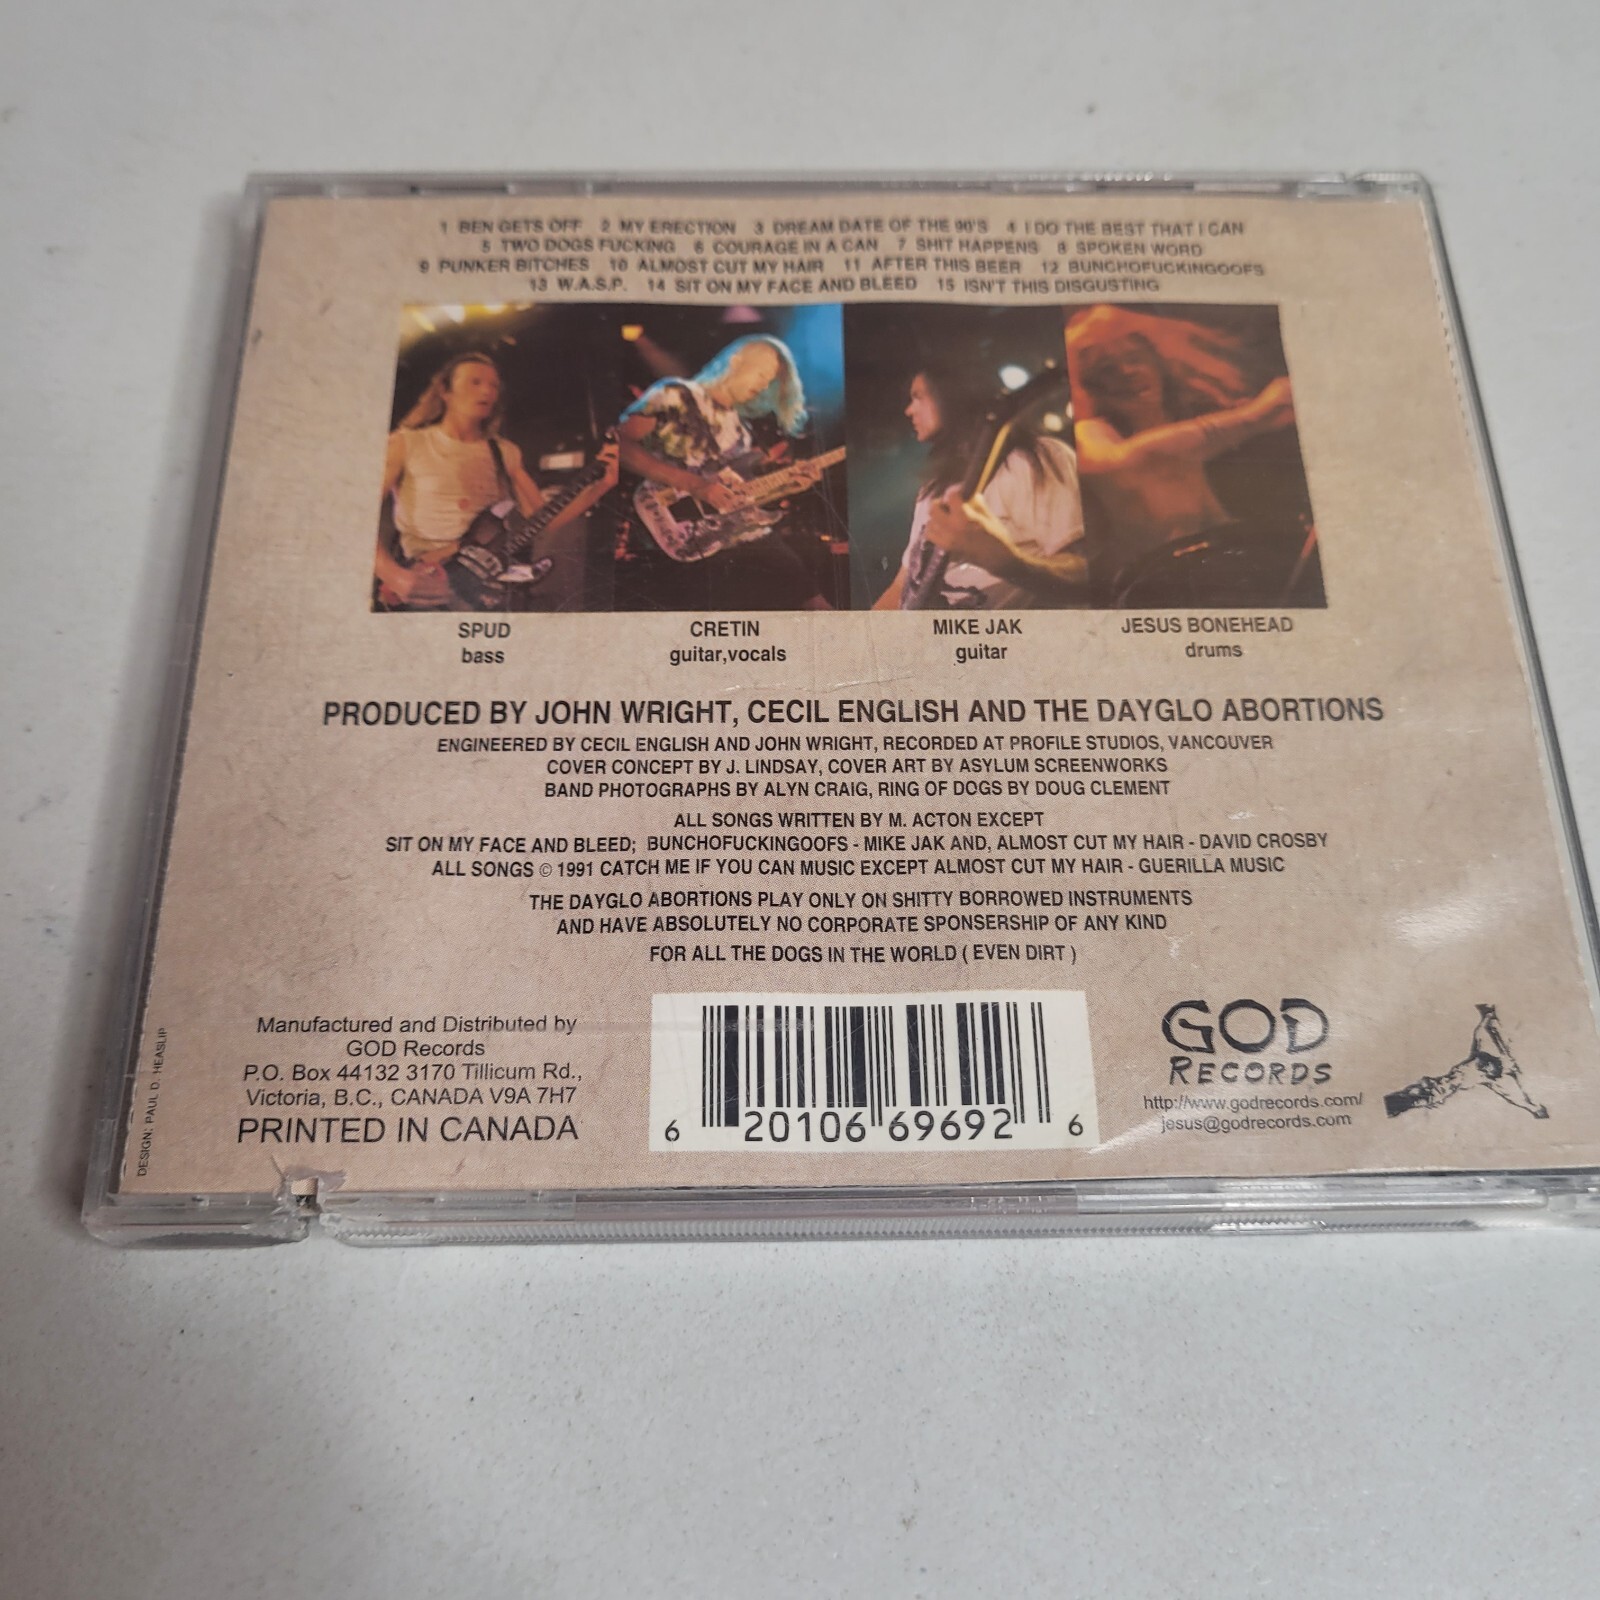 1 BEN GETS OFF 2 MY ERECTION 3 DREAM DATE OF THE 90'S 4 I DO THE BEST THAT I CAN
5 TWO DOGS FUCKING 6 COURAGE IN A CAN 7 SHIT HAPPENS 8 SPOKEN WORD
9 PUNKER BITCHES 10 ALMOST CUT MY HAIR 11 AFTER THIS BEER 12 BUNCHOFUCKINGOOFS
13 W.A.S.P. 14 SIT ON MY FACE AND BLEED 15 ISN'T THIS DISGUSTING
SPUD
bass
CRETIN
guitar,vocals
MIKE JAK
guitar
JESUS BONEHEAD
drums
PRODUCED BY JOHN WRIGHT, CECIL ENGLISH AND THE DAYGLO ABORTIONS
ENGINEERED BY CECIL ENGLISH AND JOHN WRIGHT, RECORDED AT PROFILE STUDIOS, VANCOUVER
COVER CONCEPT BY J. LINDSAY, COVER ART BY ASYLUM SCREENWORKS
BAND PHOTOGRAPHS BY ALYN CRAIG, RING OF DOGS BY DOUG CLEMENT
ALL SONGS WRITTEN BY M. ACTON EXCEPT
SIT ON MY FACE AND BLEED; BUNCHOFUCKINGOOFS - MIKE JAK AND, ALMOST CUT MY HAIR - DAVID CROSBY
ALL SONGS © 1991 CATCH ME IF YOU CAN MUSIC EXCEPT ALMOST CUT MY HAIR - GUERILLA MUSIC
THE DAYGLO ABORTIONS PLAY ONLY ON SHITTY BORROWED INSTRUMENTS
AND HAVE ABSOLUTELY NO CORPORATE SPONSERSHIP OF ANY KIND
FOR ALL THE DOGS IN THE WORLD ( EVEN DIRT )
DESIGN: PAUL D. HEASLIP
Manufactured and Distributed by
GOD Records
P.O. Box 44132 3170 Tillicum Rd.,
Victoria, B.C., CANADA V9A 7H7
PRINTED IN CANADA
6 20106 69692 6
GOD
RECORDS
http://www.godrecords.com/
jesus@godrecords.com